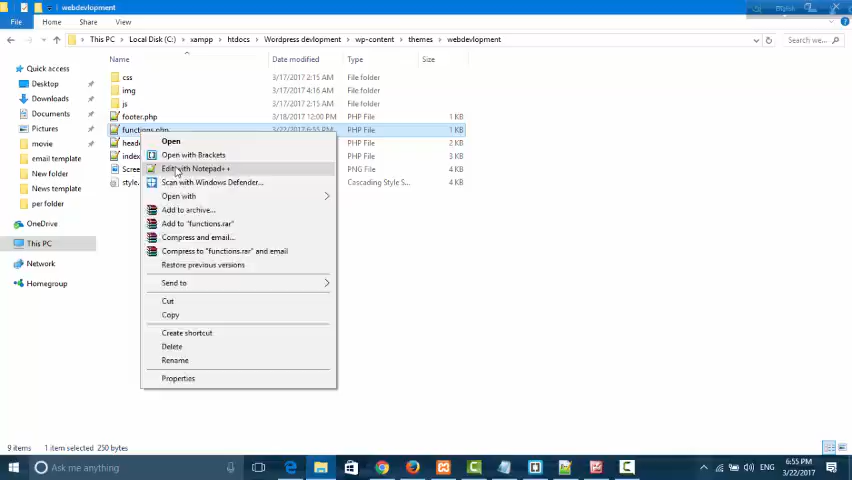 webdevlopment
English
File Home Share View
This PC Local Disk (C:) xampp htdocs Wordpress devlopment wp-content themes webdevlopment
Search we...
Name Date modified Type Size
Quick access
Desktop
Downloads
Documents
Pictures
movie
email template
New folder
News template
per folder
OneDrive
This PC
Network
Homegroup
css 3/17/2017 2:15 AM File folder
img 3/17/2017 4:16 AM File folder
js 3/17/2017 2:15 AM File folder
footer.php 3/18/2017 12:00 PM PHP File 1 KB
functions.php 3/22/2017 6:55 PM PHP File 1 KB
PHP File 2 KB
PHP File 1 KB
PNG File 4 KB
style. Cascading Style S... 4 KB
Open
Open with Brackets
Edit with Notepad++
Scan with Windows Defender...
Open with
Add to archive...
Add to "functions.rar"
Compress and email...
Compress to "functions.rar" and email
Restore previous versions
Send to
Cut
Copy
Create shortcut
Delete
Rename
Properties
9 items 1 item selected 250 bytes
Ask me anything
ENG
6:55 PM
3/22/2017